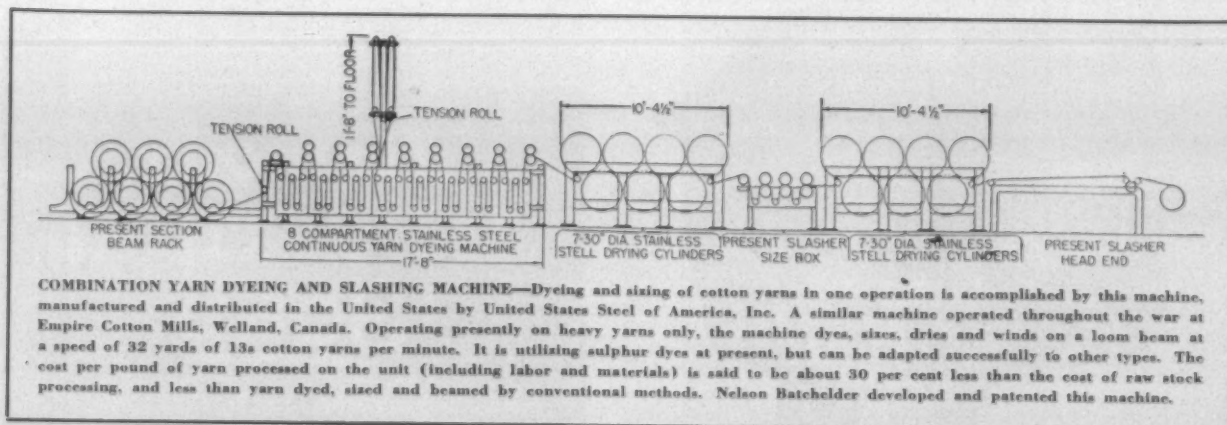 11'-8" TO FLOOR
TENSION ROLL
TENSION ROLL
10'-4½"
10'-4½"
PRESENT SECTION
BEAM RACK
8 COMPARTMENT STAINLESS STEEL
CONTINUOUS YARN DYEING MACHINE
17'-8"
7-30" DIA. STAINLESS
STELL DRYING CYLINDERS
PRESENT SLASHER
SIZE BOX
7-30" DIA. STAINLESS
STELL DRYING CYLINDERS
PRESENT SLASHER
HEAD END
COMBINATION YARN DYEING AND SLASHING MACHINE—Dyeing and sizing of cotton yarns in one operation is accomplished by this machine,
manufactured and distributed in the United States by United States Steel of America, Inc. A similar machine operated throughout the war at
Empire Cotton Mills, Welland, Canada. Operating presently on heavy yarns only, the machine dyes, sizes, dries and winds on a loom beam at
a speed of 32 yards of 13s cotton yarns per minute. It is utilizing sulphur dyes at present, but can be adapted successfully to other types. The
cost per pound of yarn processed on the unit (including labor and materials) is said to be about 30 per cent less than the cost of raw stock
processing, and less than yarn dyed, sized and beamed by conventional methods. Nelson Batchelder developed and patented this machine.